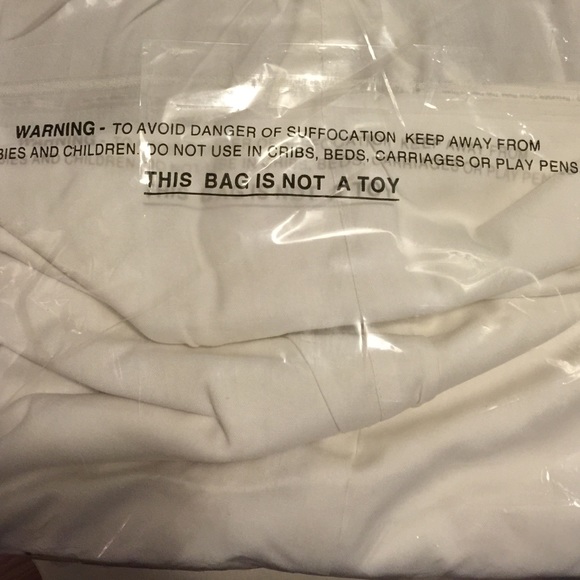 WARNING - TO AVOID DANGER OF SUFFOCATION KEEP AWAY FROM
BIES AND CHILDREN. DO NOT USE IN CRIBS, BEDS, CARRIAGES OR PLAY PENS
THIS BAG IS NOT A TOY